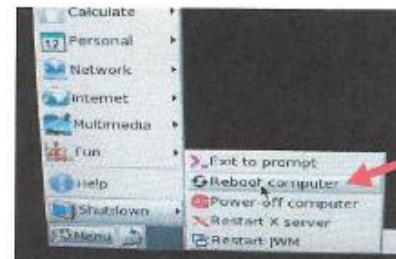 Calculate
12 Personal
Network
Internet
Multimedia
Fun
Help
Shutdown
Menu
Exit to prompt
Reboot computer
Power-off computer
Restart X server
Restart JWM